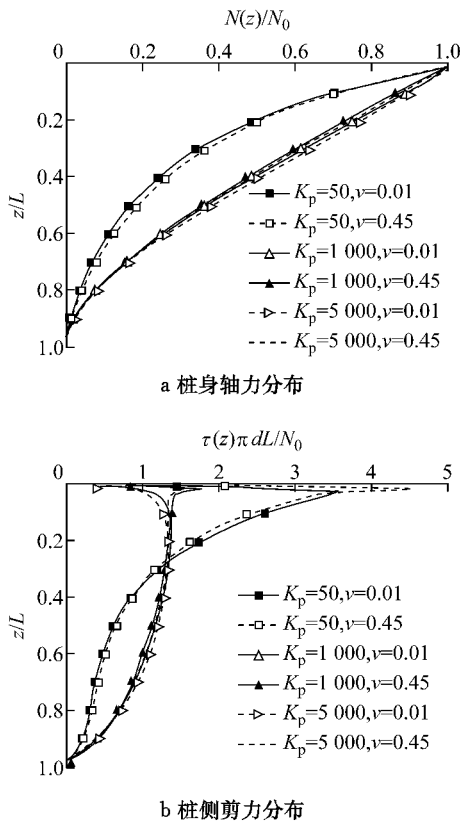 N(z)/N₀
0 0.2 0.4 0.6 0.8 1.0
z/L
0.2
0.4
0.6
0.8
1.0
Kₚ=50,ν=0.01
Kₚ=50,ν=0.45
Kₚ=1 000,ν=0.01
Kₚ=1 000,ν=0.45
Kₚ=5 000,ν=0.01
Kₚ=5 000,ν=0.45
a 桩身轴力分布
τ(z)πdL/N₀
0 1 2 3 4 5
z/L
0.2
0.4
0.6
0.8
1.0
Kₚ=50,ν=0.01
Kₚ=50,ν=0.45
Kₚ=1 000,ν=0.01
Kₚ=1 000,ν=0.45
Kₚ=5 000,ν=0.01
Kₚ=5 000,ν=0.45
b 桩侧剪力分布